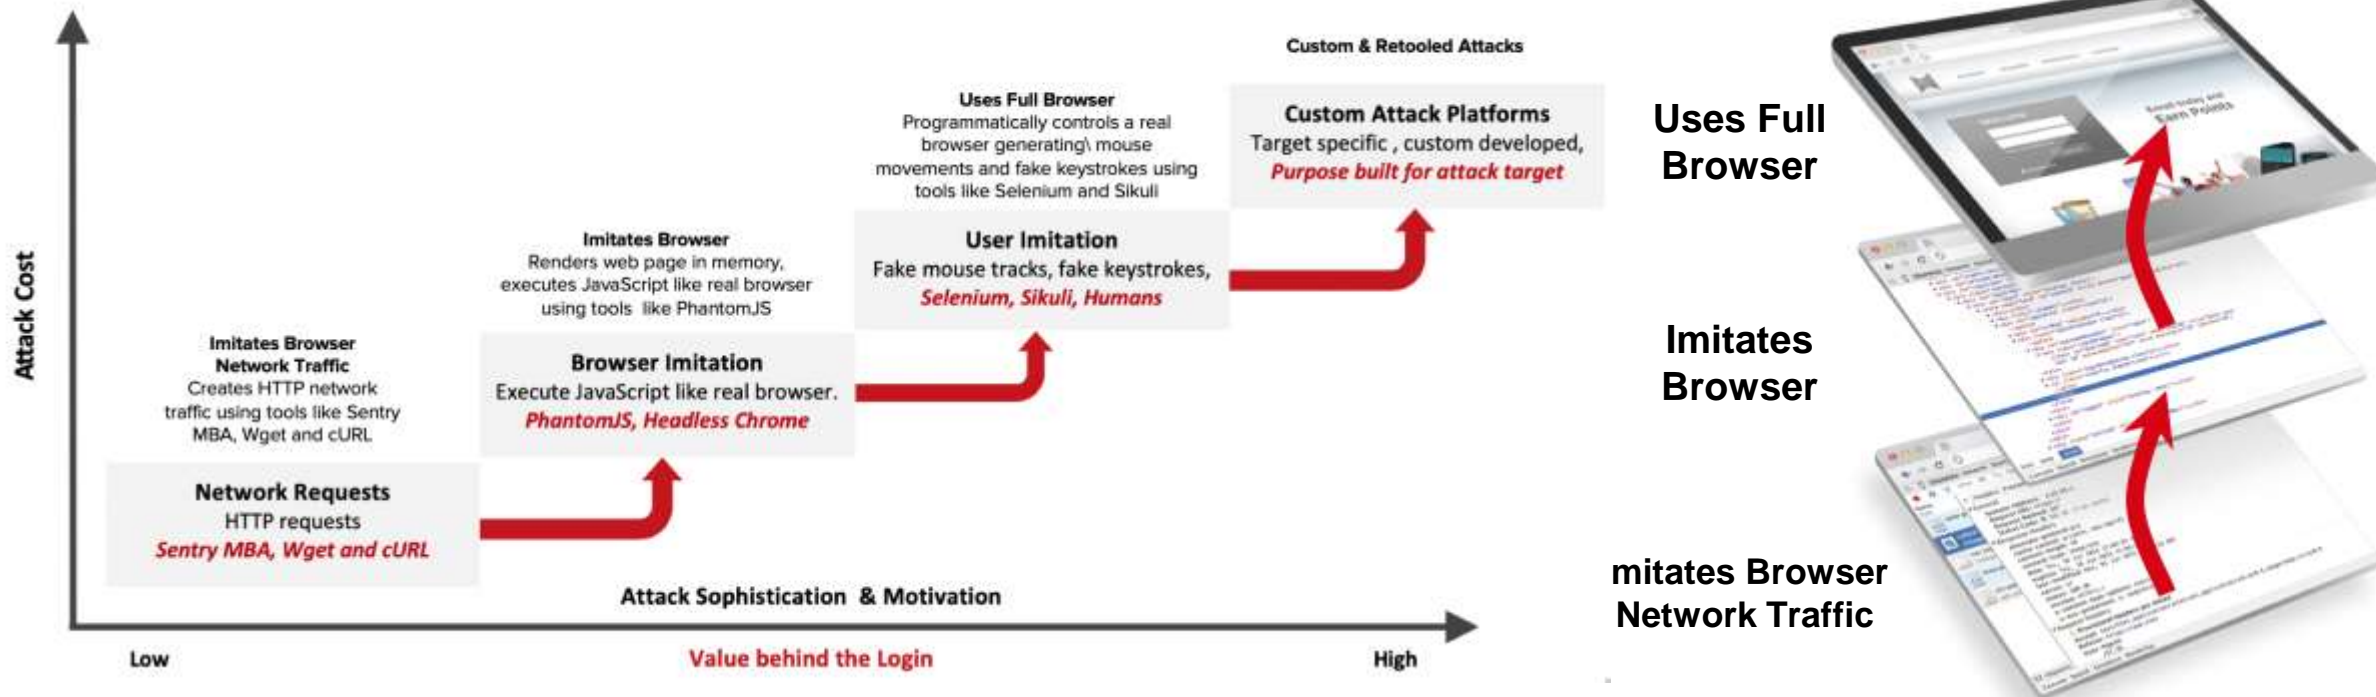 Custom & Retooled Attacks
Custom Attack Platforms
Target specific , custom developed,
Purpose built for attack target
Uses Full Browser
Programmatically controls a real
browser generating\ mouse
movements and fake keystrokes using
tools like Selenium and Sikuli
User Imitation
Fake mouse tracks, fake keystrokes,
Selenium, Sikuli, Humans
Imitates Browser
Renders web page in memory,
executes JavaScript like real browser
using tools like PhantomJS
Browser Imitation
Execute JavaScript like real browser.
PhantomJS, Headless Chrome
Imitates Browser
Network Traffic
Creates HTTP network
traffic using tools like Sentry
MBA, Wget and cURL
Network Requests
HTTP requests
Sentry MBA, Wget and cURL
Attack Cost
Attack Sophistication & Motivation
Low
Value behind the Login
High
Uses Full
Browser
Imitates
Browser
mitates Browser
Network Traffic
Enroll today and
Earn Points